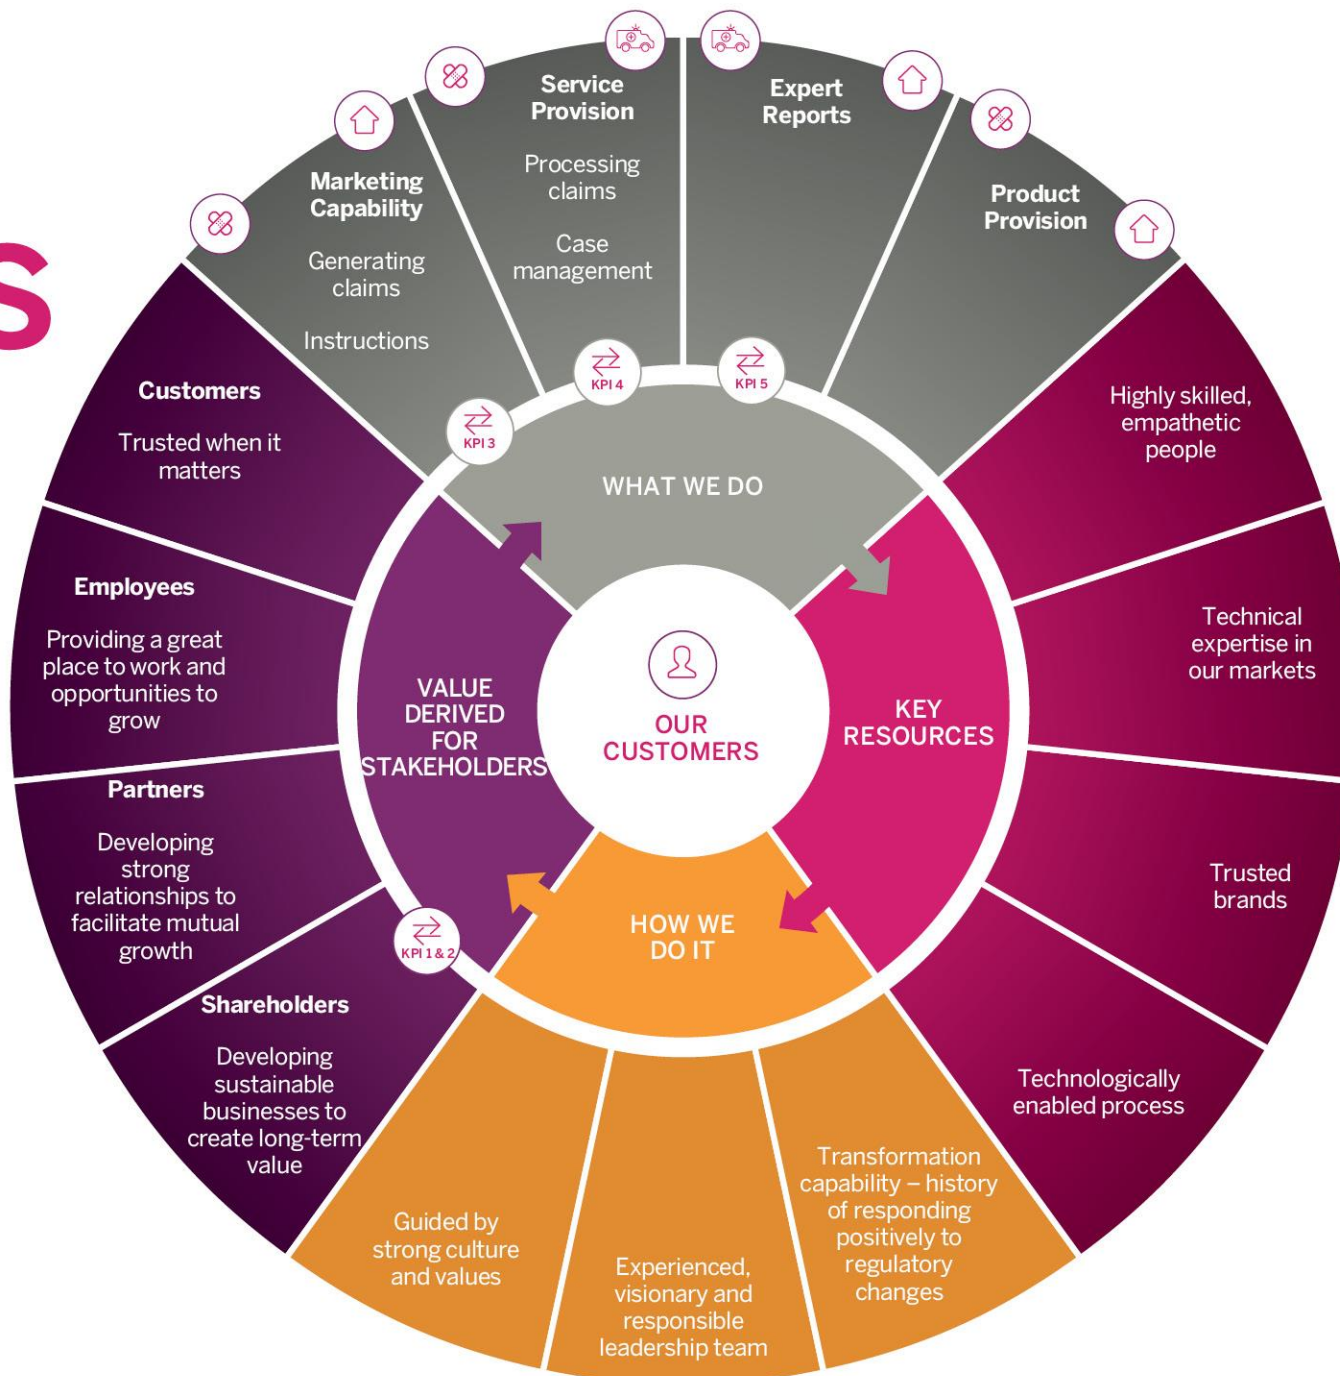 S
Service
Provision
Processing
claims
Case
management
Expert
Reports
Marketing
Capability
Generating
claims
Instructions
Product
Provision
KPI 3
KPI 4
KPI 5
Customers
Trusted when it
matters
Employees
Providing a great
place to work and
opportunities to
grow
Partners
Developing
strong
relationships to
facilitate mutual
growth
Shareholders
Developing
sustainable
businesses to
create long-term
value
KPI 1 & 2
WHAT WE DO
VALUE
DERIVED
FOR
STAKEHOLDERS
OUR
CUSTOMERS
KEY
RESOURCES
HOW WE
DO IT
Highly skilled,
empathetic
people
Technical
expertise in
our markets
Trusted
brands
Technologically
enabled process
Transformation
capability – history
of responding
positively to
regulatory
changes
Experienced,
visionary and
responsible
leadership team
Guided by
strong culture
and values